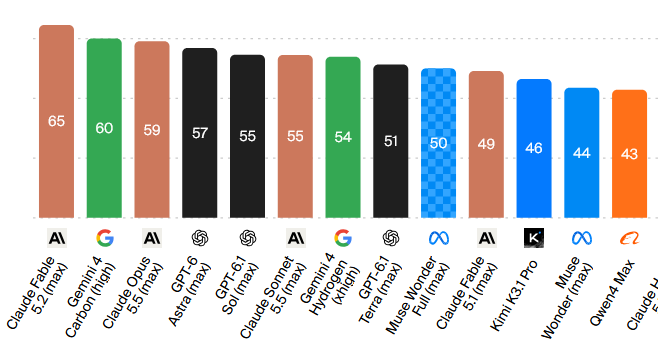 65
60
59
57
55
55
54
51
50
49
46
44
43
Claude Fable
5.2 (max)
Gemini 4
Carbon (high)
Claude Opus
5.5 (max)
GPT-6
Astra (max)
GPT-6.1
Sol (max)
Claude Sonnet
5.5 (max)
Gemini 4
Hydrogen
(xhigh)
GPT-6.1
Terra (max)
Muse Wonder
Full (max)
Claude Fable
5.1 (max)
Kimi K3.1 Pro
Muse
Wonder (max)
Qwen4 Max
Claude H